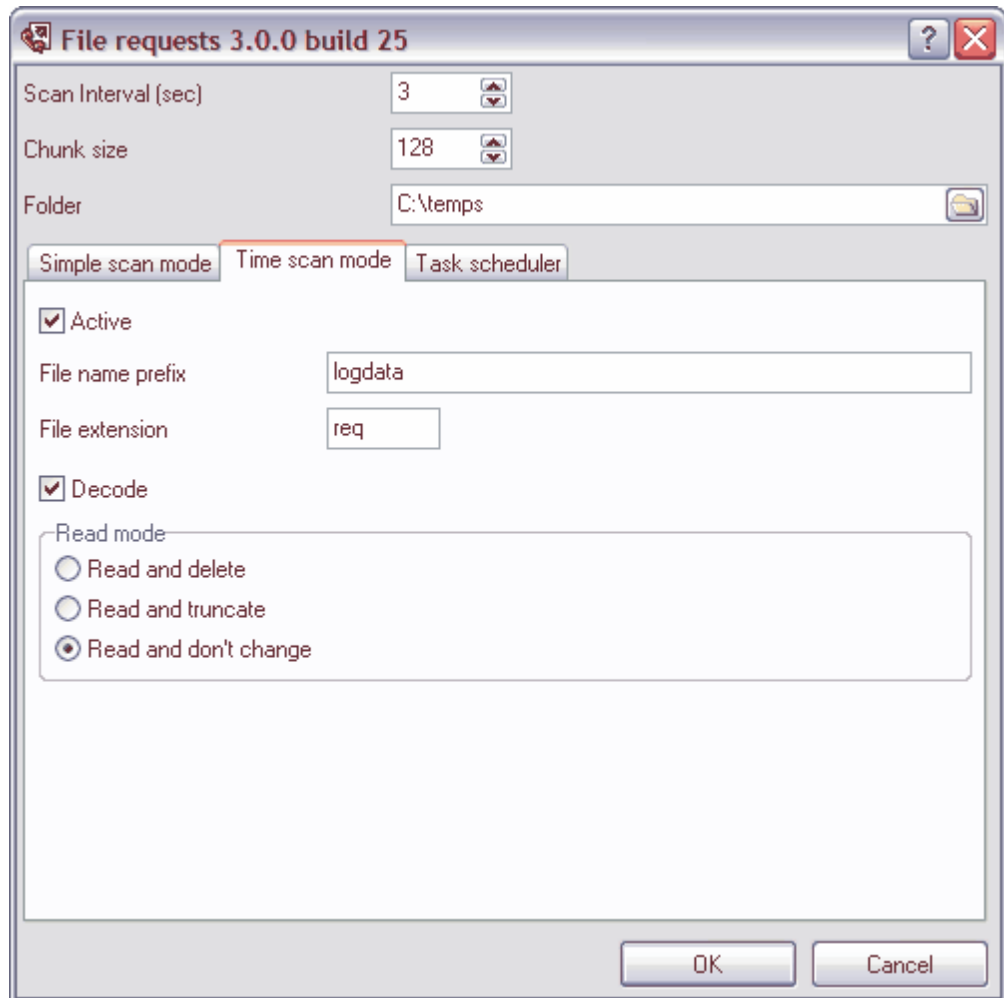 File requests 3.0.0 build 25
?
Scan Interval (sec) 3
Chunk size 128
Folder C:\temps
Simple scan mode Time scan mode Task scheduler
Active
File name prefix logdata
File extension req
Decode
Read mode
Read and delete
Read and truncate
Read and don't change
OK Cancel